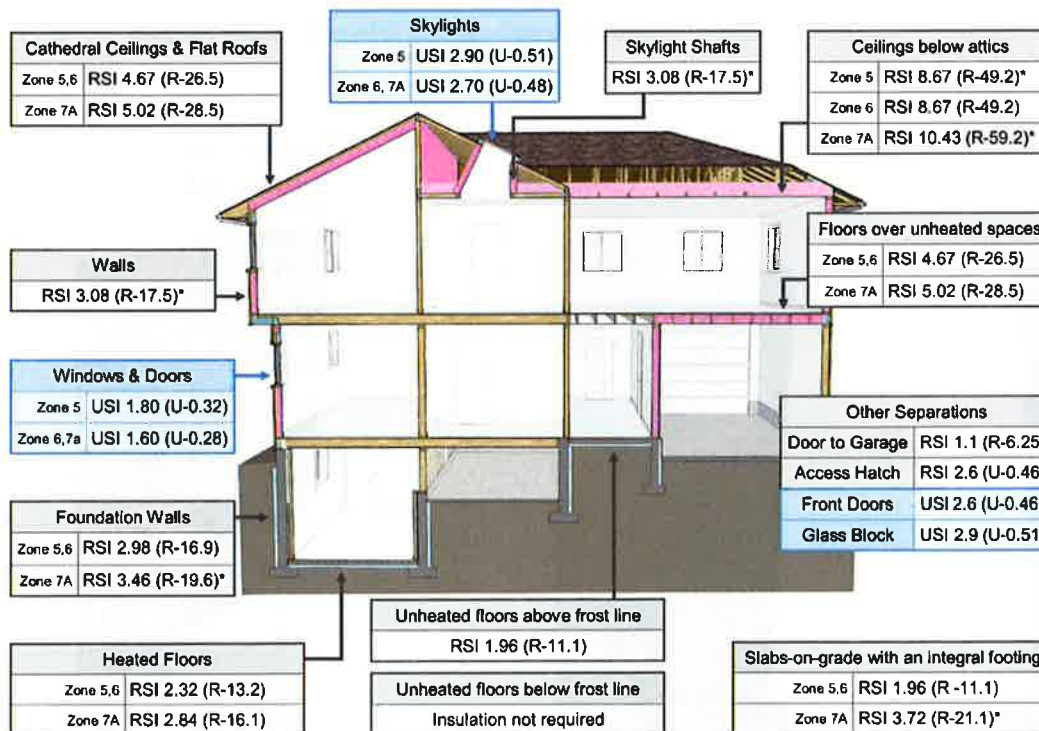 Cathedral Ceilings & Flat Roofs
Zone 5,6 RSI 4.67 (R-26.5)
Zone 7A RSI 5.02 (R-28.5)
Skylights
Zone 5 USI 2.90 (U-0.51)
Zone 6, 7A USI 2.70 (U-0.48)
Skylight Shafts
RSI 3.08 (R-17.5)*
Ceilings below attics
Zone 5 RSI 8.67 (R-49.2)*
Zone 6 RSI 8.67 (R-49.2)
Zone 7A RSI 10.43 (R-59.2)*
Walls
RSI 3.08 (R-17.5)*
Floors over unheated spaces
Zone 5,6 RSI 4.67 (R-26.5)
Zone 7A RSI 5.02 (R-28.5)
Windows & Doors
Zone 5 USI 1.80 (U-0.32)
Zone 6,7a USI 1.60 (U-0.28)
Other Separations
Door to Garage RSI 1.1 (R-6.25
Access Hatch RSI 2.6 (U-0.46
Front Doors USI 2.6 (U-0.46
Glass Block USI 2.9 (U-0.51
Foundation Walls
Zone 5,6 RSI 2.98 (R-16.9)
Zone 7A RSI 3.46 (R-19.6)*
Unheated floors above frost line
RSI 1.96 (R-11.1)
Heated Floors
Zone 5,6 RSI 2.32 (R-13.2)
Zone 7A RSI 2.84 (R-16.1)
Unheated floors below frost line
Insulation not required
Slabs-on-grade with an integral footing
Zone 5,6 RSI 1.96 (R -11.1)
Zone 7A RSI 3.72 (R-21.1)*